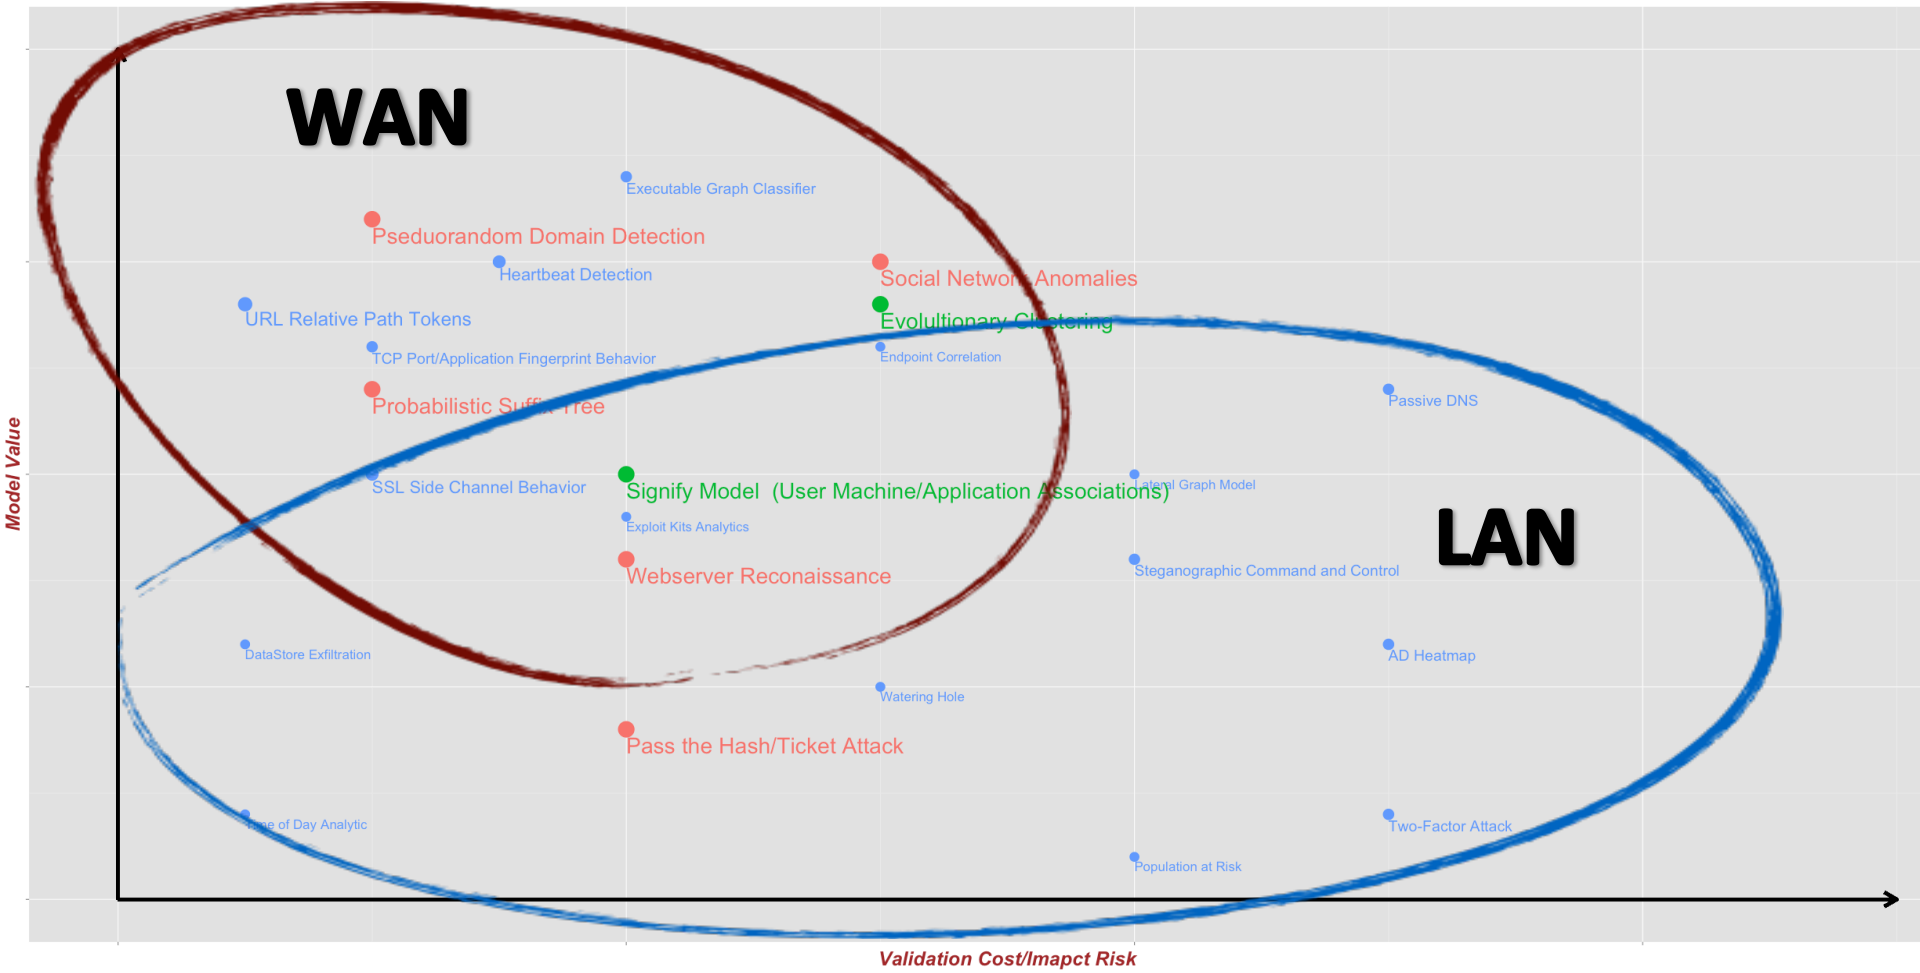 WAN
Executable Graph Classifier
Pseduorandom Domain Detection
Heartbeat Detection
Social Network Anomalies
URL Relative Path Tokens
Evolultionary Clustering
TCP Port/Application Fingerprint Behavior
Endpoint Correlation
Probabilistic Suffix Tree
Passive DNS
SSL Side Channel Behavior
Signify Model  (User Machine/Application Associations)
Lateral Graph Model
Exploit Kits Analytics
LAN
Webserver Reconaissance
Steganographic Command and Control
DataStore Exfiltration
AD Heatmap
Watering Hole
Pass the Hash/Ticket Attack
Time of Day Analytic
Two-Factor Attack
Population at Risk
Model Value
Validation Cost/Imapct Risk